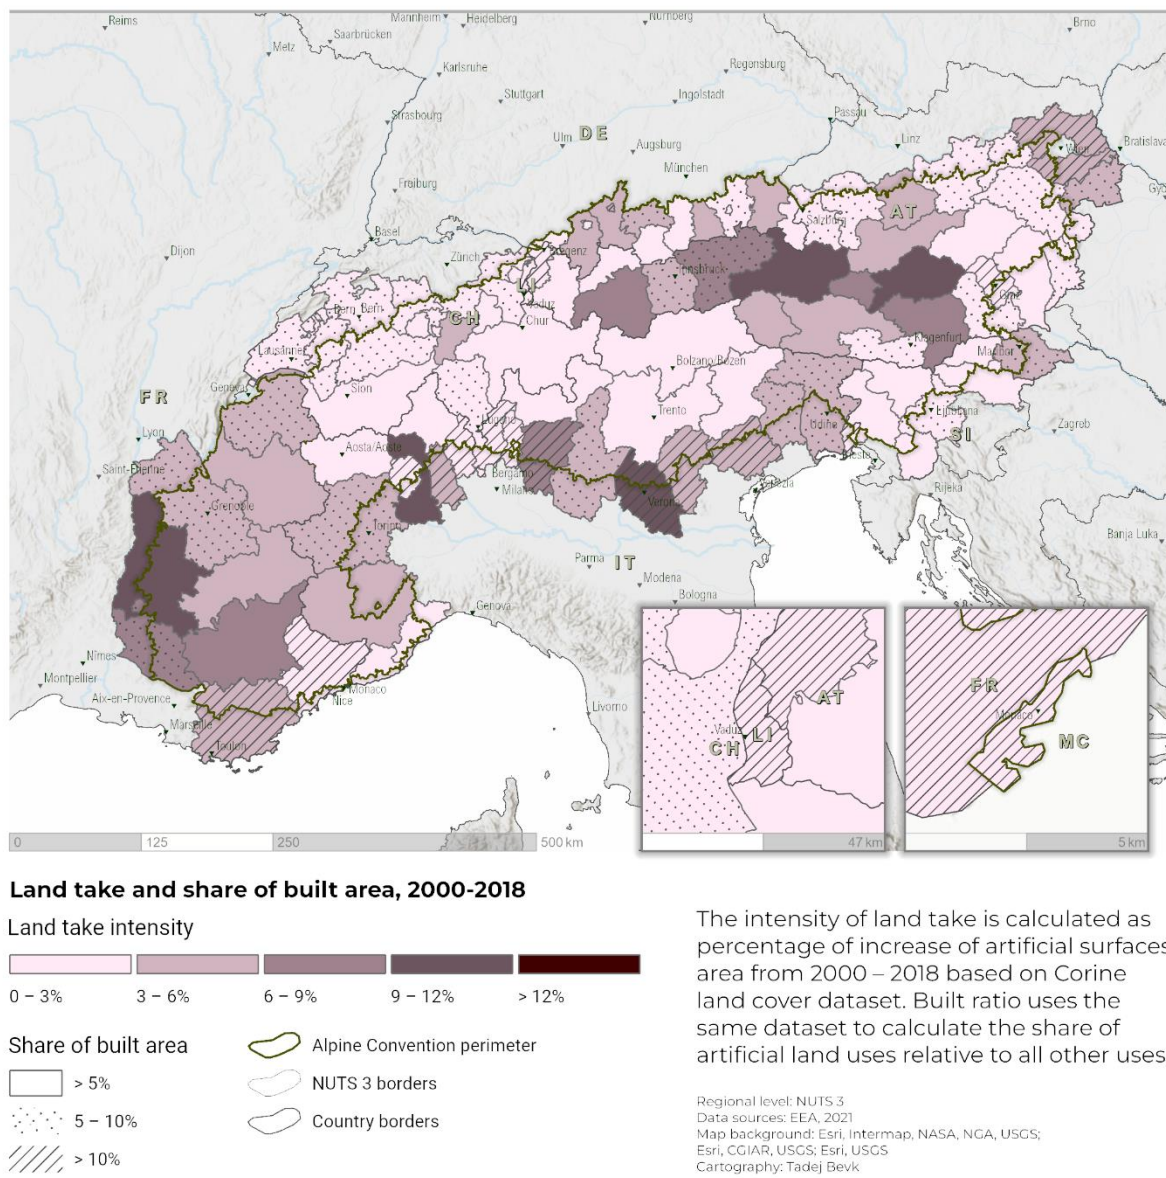 Reims
Mannheim
Heidelberg
Nürnberg
Brno
Saarbrücken
Metz
Karlsruhe
Regensburg
Stuttgart
Ingolstadt
Strasbourg
Passau
Linz
DE
Ulm
Augsburg
Wien
Bratislava
München
Freiburg
Salzburg
AT
Basel
Dijon
Zürich
Bregenz
Innsbruck
LI
Vaduz
Graz
Bern
Bern
CH
Chur
Lausanne
Klagenfurt
Maribor
Bolzano/Bozen
Geneva
Sion
FR
Trento
Ljubljana
Lugano
Lyon
Udine
SI
Zagreb
Aosta/Aoste
Saint-Etienne
Trieste
Bergamo
Milano
Verona
Rijeka
Grenoble
Torino
Banja Luka
Parma
IT
Modena
Genova
Bologna
Nîmes
Montpellier
Monaco
Aix-en-Provence
Nice
Livorno
Marseille
Toulon
AT
Vaduz
LI
CH
FR
Monaco
MC
0
125
250
500 km
47 km
5 km
Land take and share of built area, 2000-2018
Land take intensity
0 – 3%
3 – 6%
6 – 9%
9 – 12%
> 12%
Share of built area
> 5%
5 – 10%
> 10%
Alpine Convention perimeter
NUTS 3 borders
Country borders
The intensity of land take is calculated as
percentage of increase of artificial surfaces
area from 2000 – 2018 based on Corine
land cover dataset. Built ratio uses the
same dataset to calculate the share of
artificial land uses relative to all other uses
Regional level: NUTS 3
Data sources: EEA, 2021
Map background: Esri, Intermap, NASA, NGA, USGS;
Esri, CGIAR, USGS; Esri, USGS
Cartography: Tadej Bevk